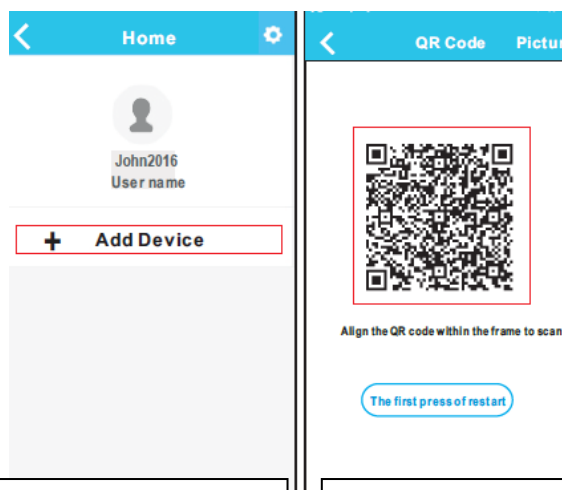 Home
John2016
User name
Add Device
QR Code
Align the QR code within the frame to scan
The first press of restart